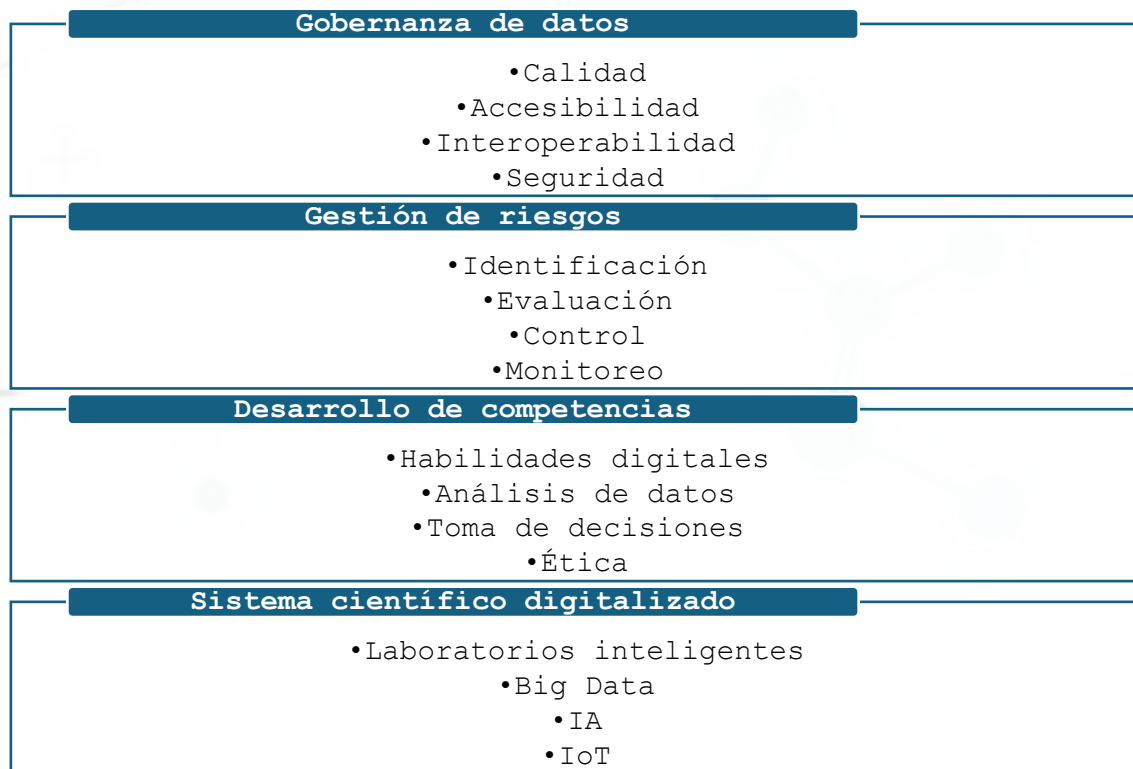 Gobernanza de datos
•Calidad
•Accesibilidad
•Interoperabilidad
•Seguridad
Gestión de riesgos
•Identificación
•Evaluación
•Control
•Monitoreo
Desarrollo de competencias
•Habilidades digitales
•Análisis de datos
•Toma de decisiones
•Ética
Sistema científico digitalizado
•Laboratorios inteligentes
•Big Data
•IA
•IoT